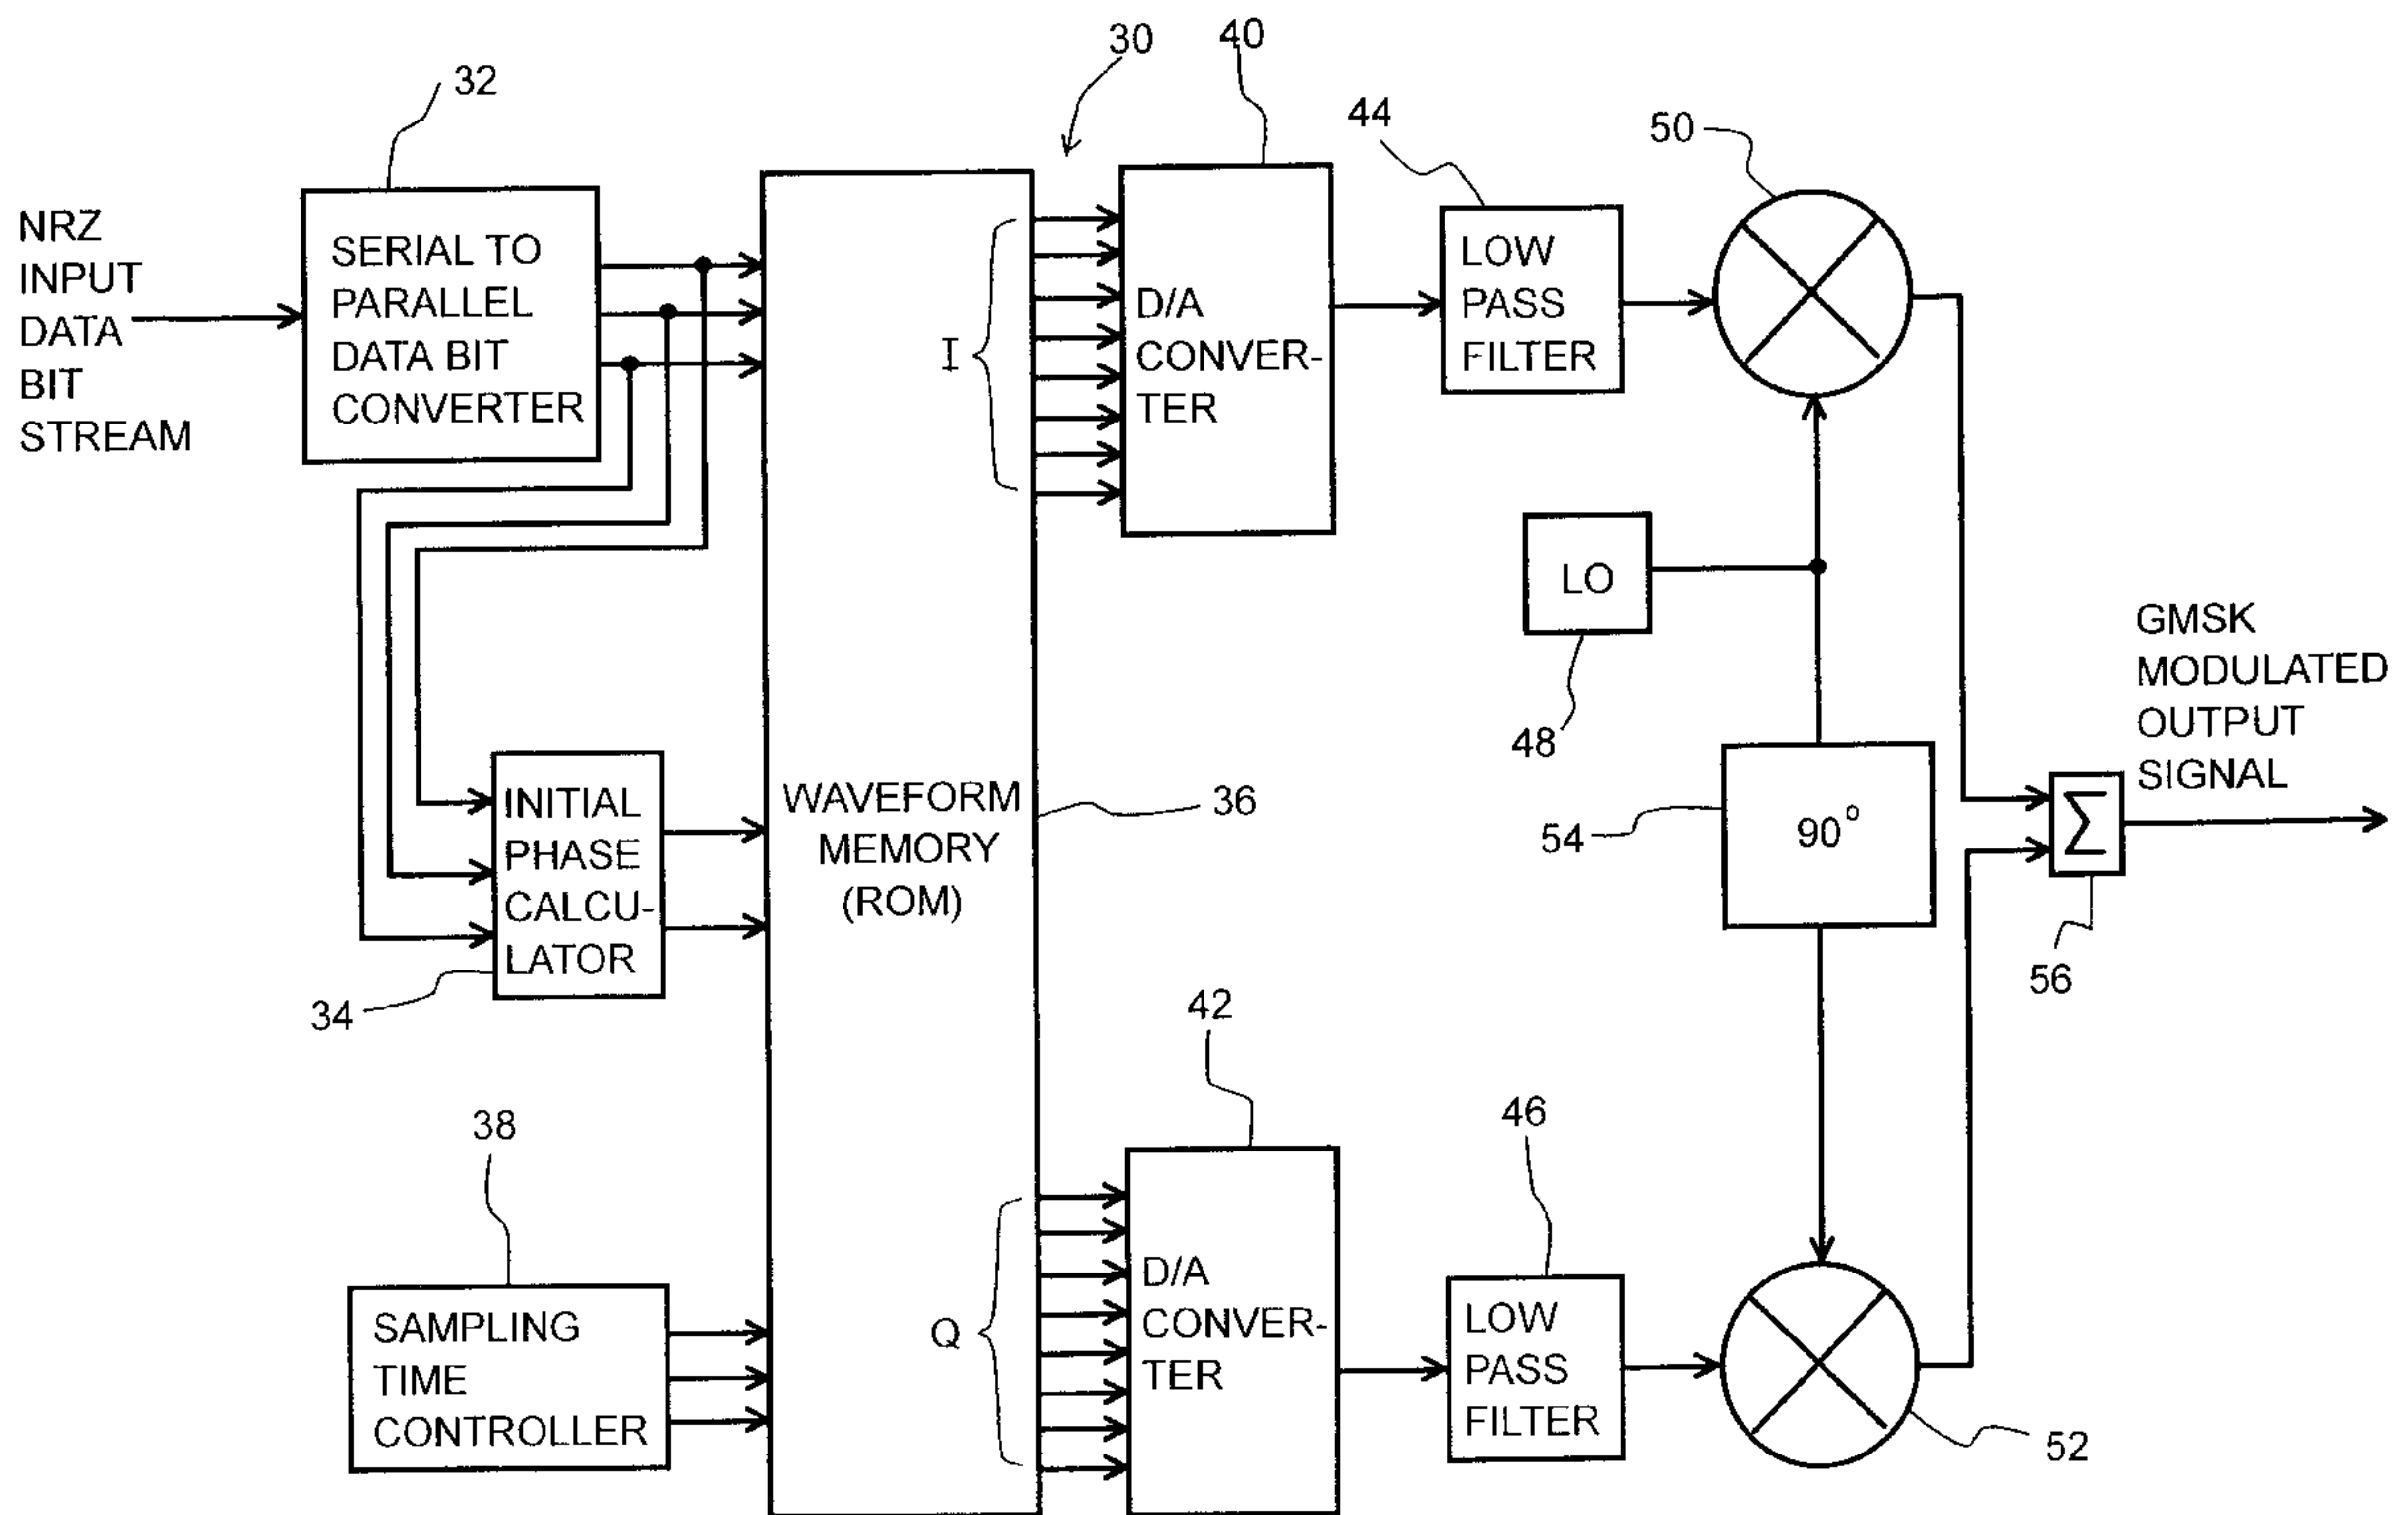 30
40
32
44
50
NRZ
INPUT
DATA
BIT
STREAM
SERIAL TO
PARALLEL
DATA BIT
CONVERTER
I
D/A
CONVER-
TER
LOW
PASS
FILTER
LO
48
GMSK
MODULATED
OUTPUT
SIGNAL
INITIAL
PHASE
CALCU-
LATOR
34
WAVEFORM
MEMORY
(ROM)
36
54
90°
Σ
56
42
38
46
SAMPLING
TIME
CONTROLLER
Q
D/A
CONVER-
TER
LOW
PASS
FILTER
52